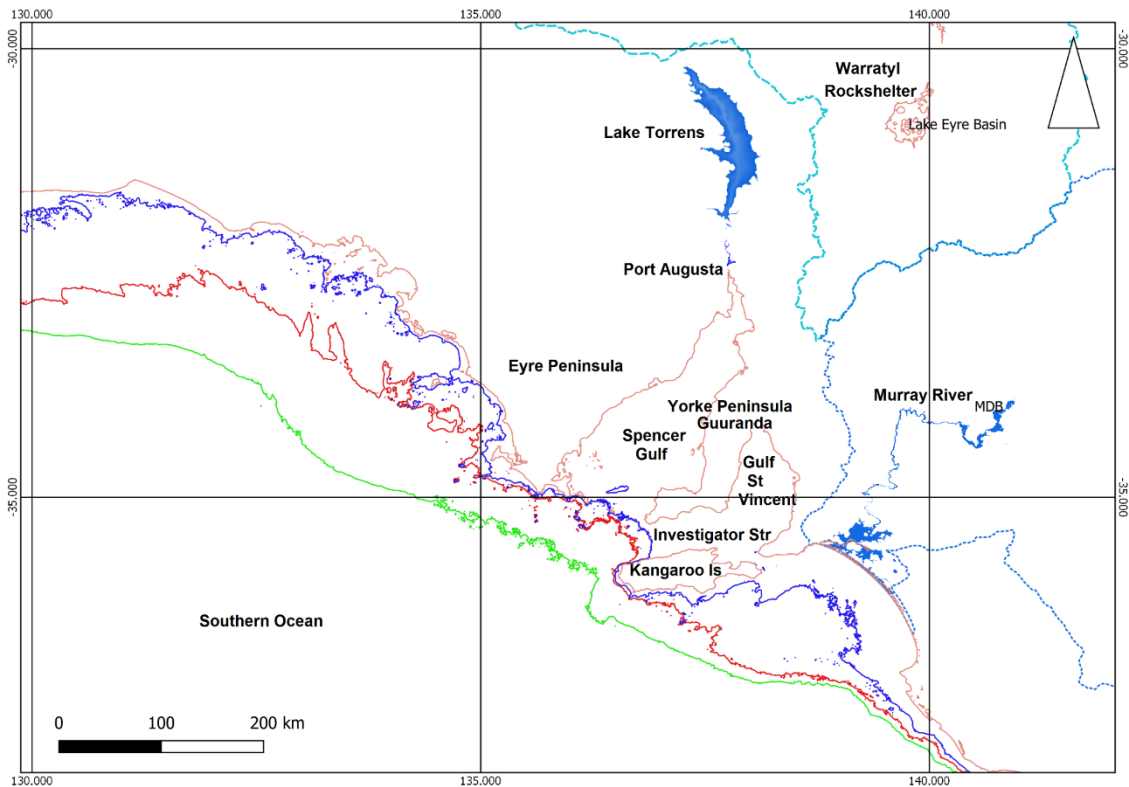 130.000
135.000
140.000
-30.000
-30.000
Warratyl
Rockshelter
Lake Eyre Basin
Lake Torrens
Port Augusta
Eyre Peninsula
Murray River
MDB
Yorke Peninsula
Guuranda
Spencer
Gulf
Gulf
St
Vincent
-35.000
-35.000
Investigator Str
Kangaroo Is
Southern Ocean
0
100
200 km
130.000
135.000
140.000